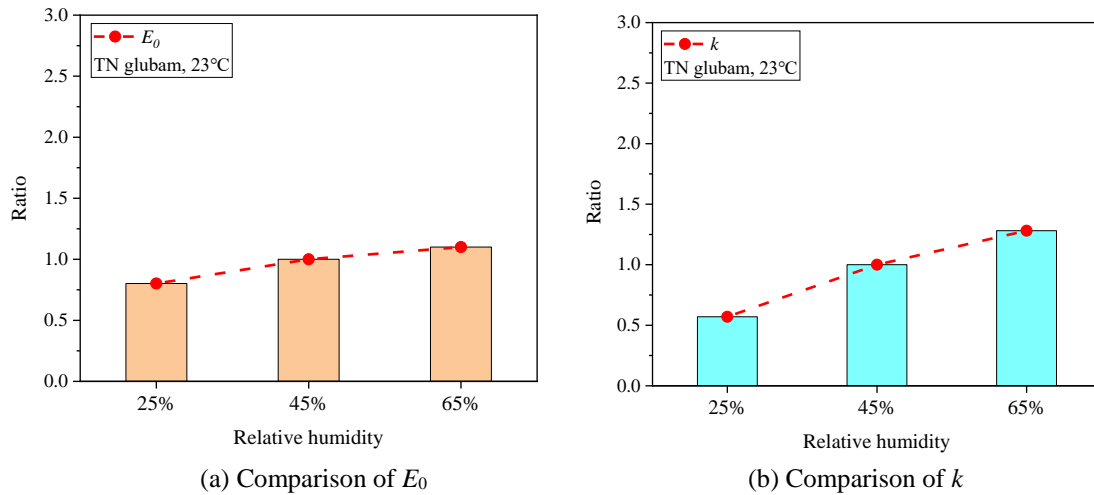 3.0
2.5
2.0
1.5
1.0
0.5
0.0
Ratio
E0
TN glubam, 23℃
25%
45%
65%
Relative humidity
(a) Comparison of E0
3.0
2.5
2.0
1.5
1.0
0.5
0.0
Ratio
k
TN glubam, 23℃
25%
45%
65%
Relative humidity
(b) Comparison of k